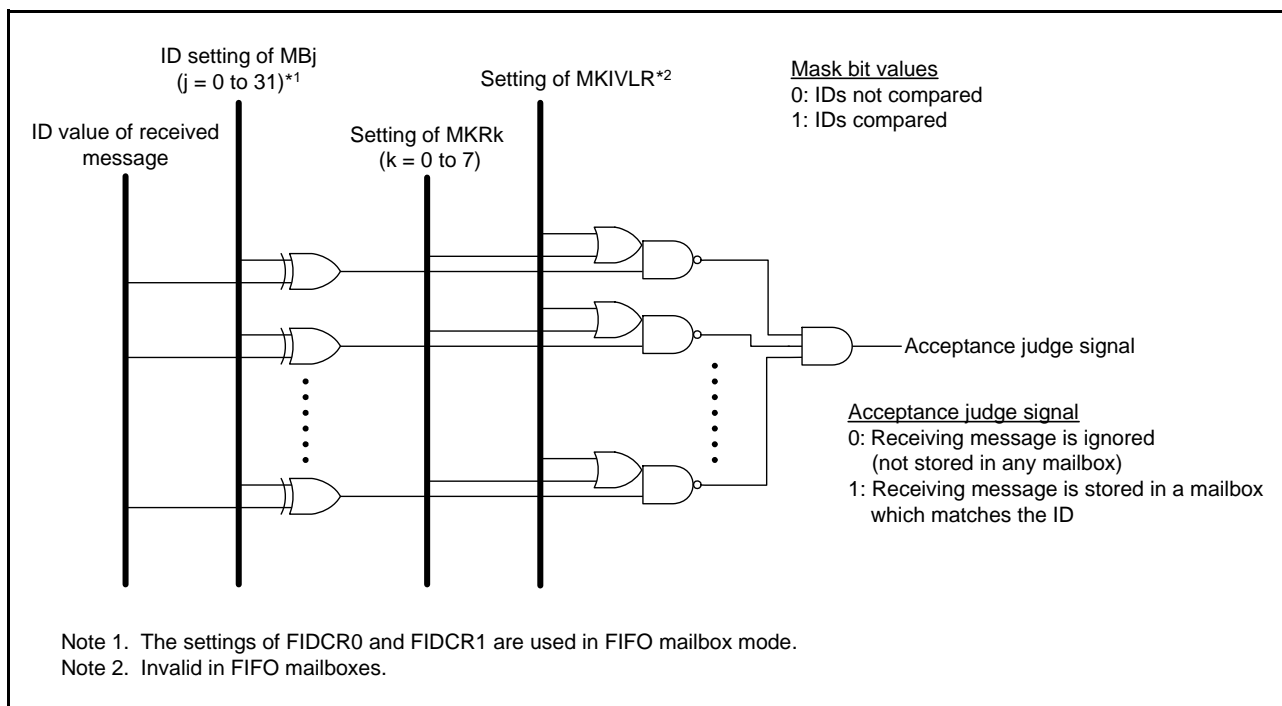 ID setting of MBj
(j = 0 to 31)*1
Setting of MKIVLR*2
Mask bit values
0: IDs not compared
1: IDs compared
ID value of received
message
Setting of MKRk
(k = 0 to 7)
Acceptance judge signal
Acceptance judge signal
0: Receiving message is ignored
(not stored in any mailbox)
1: Receiving message is stored in a mailbox
which matches the ID
Note 1. The settings of FIDCR0 and FIDCR1 are used in FIFO mailbox mode.
Note 2. Invalid in FIFO mailboxes.